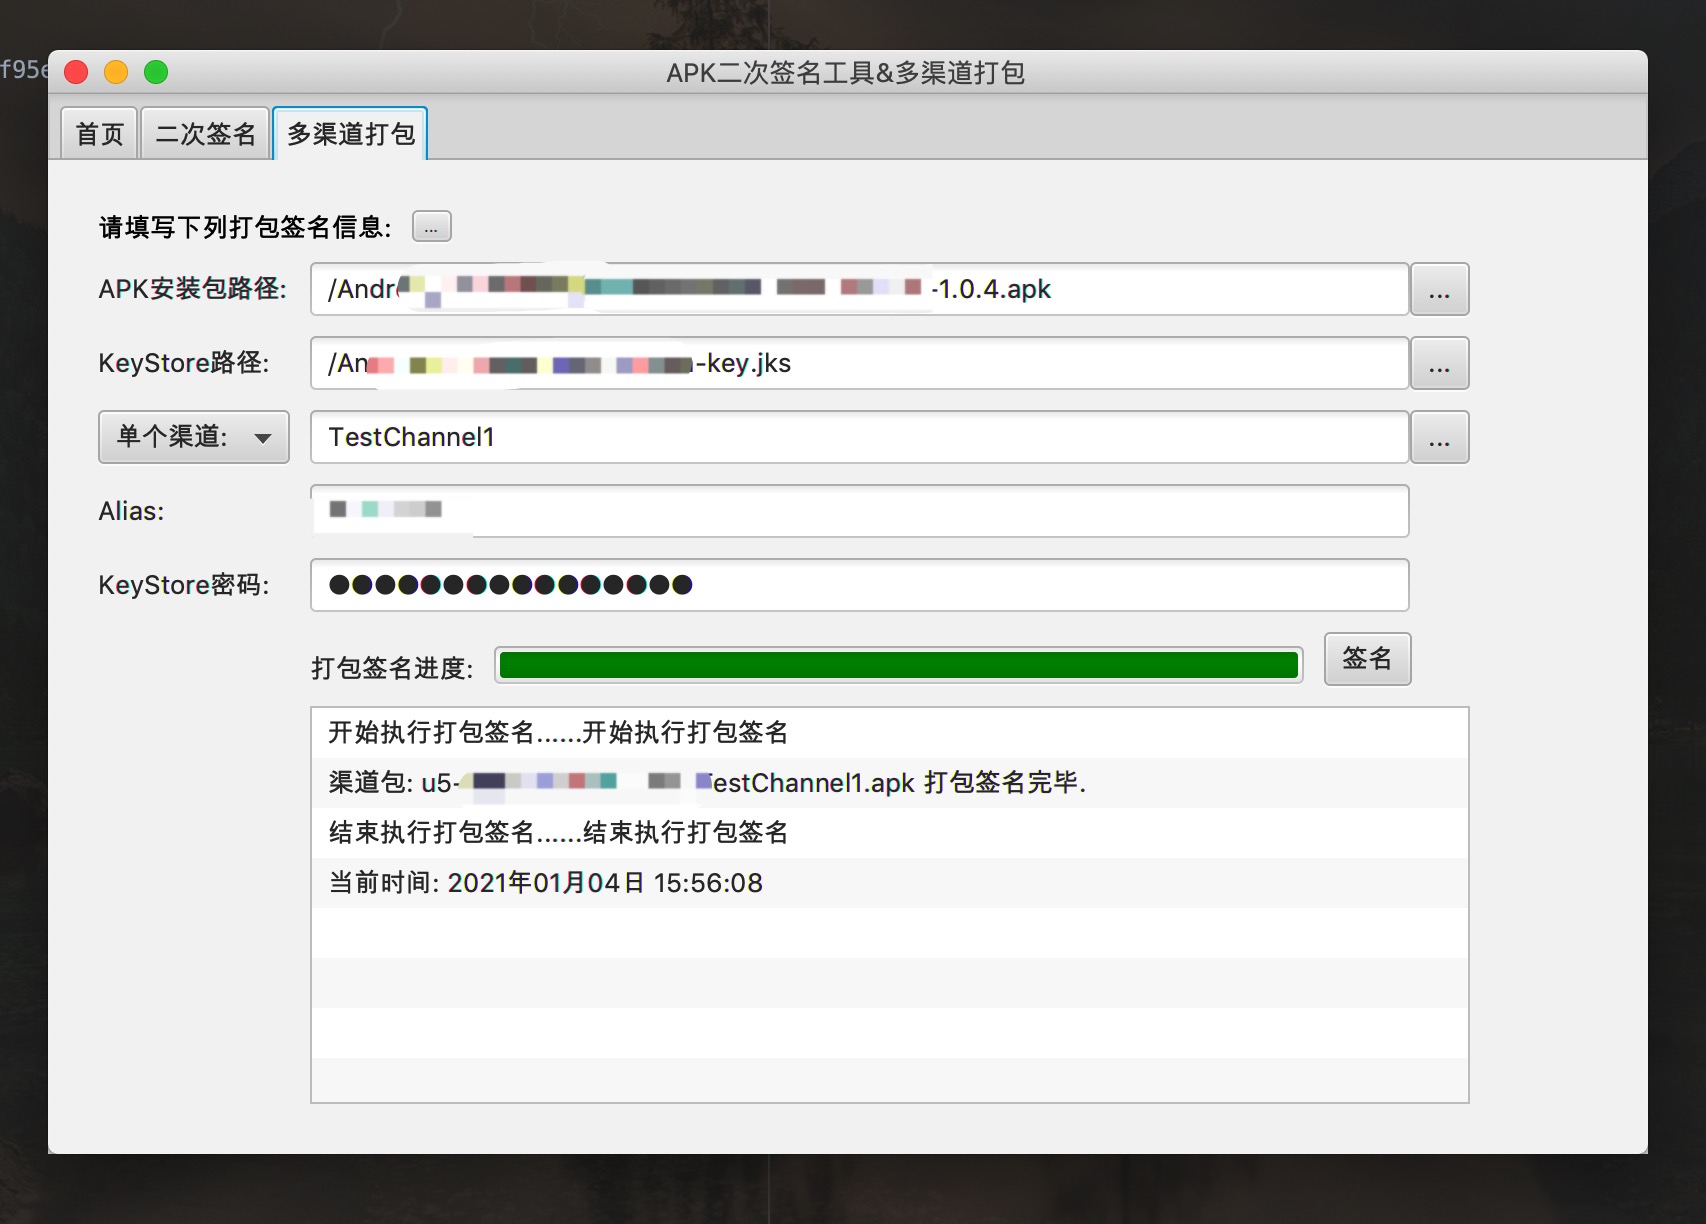 f95e
APK二次签名工具&多渠道打包
首页 二次签名 多渠道打包
请填写下列打包签名信息: ...
APK安装包路径: /Andr -1.0.4.apk ...
KeyStore路径: /An -key.jks ...
单个渠道: TestChannel1 ...
Alias:
KeyStore密码: ●●●●●●●●●●●●●●●●
打包签名进度: 签名
开始执行打包签名......开始执行打包签名
渠道包: u5- estChannel1.apk 打包签名完毕.
结束执行打包签名......结束执行打包签名
当前时间: 2021年01月04日 15:56:08